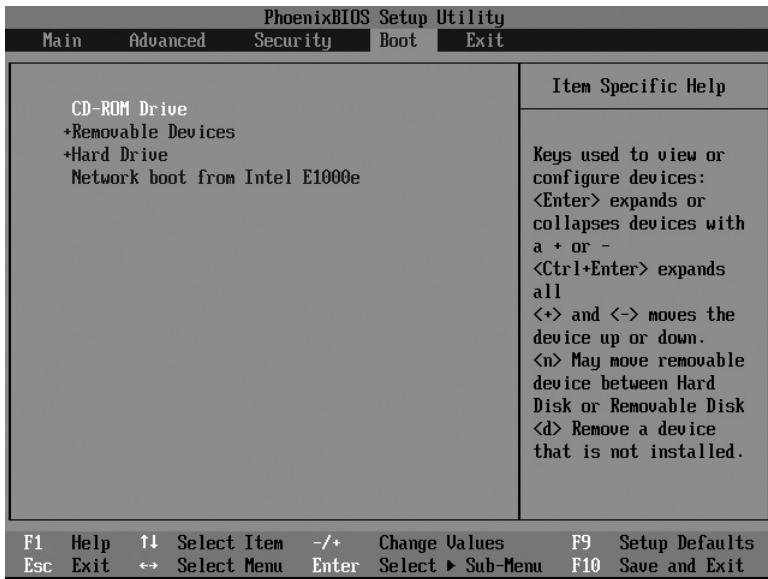 PhoenixBIOS Setup Utility
Main Advanced Security Boot Exit
CD-ROM Drive
+Removable Devices
+Hard Drive
Network boot from Intel E1000e
Item Specific Help
Keys used to view or
configure devices:
<Enter> expands or
collapses devices with
a + or -
<Ctrl+Enter> expands
all
<+> and <-> moves the
device up or down.
<n> May move removable
device between Hard
Disk or Removable Disk
<d> Remove a device
that is not installed.
F1 Help ↑↓ Select Item -/+ Change Values F9 Setup Defaults
Esc Exit ↔ Select Menu Enter Select ▶ Sub-Menu F10 Save and Exit